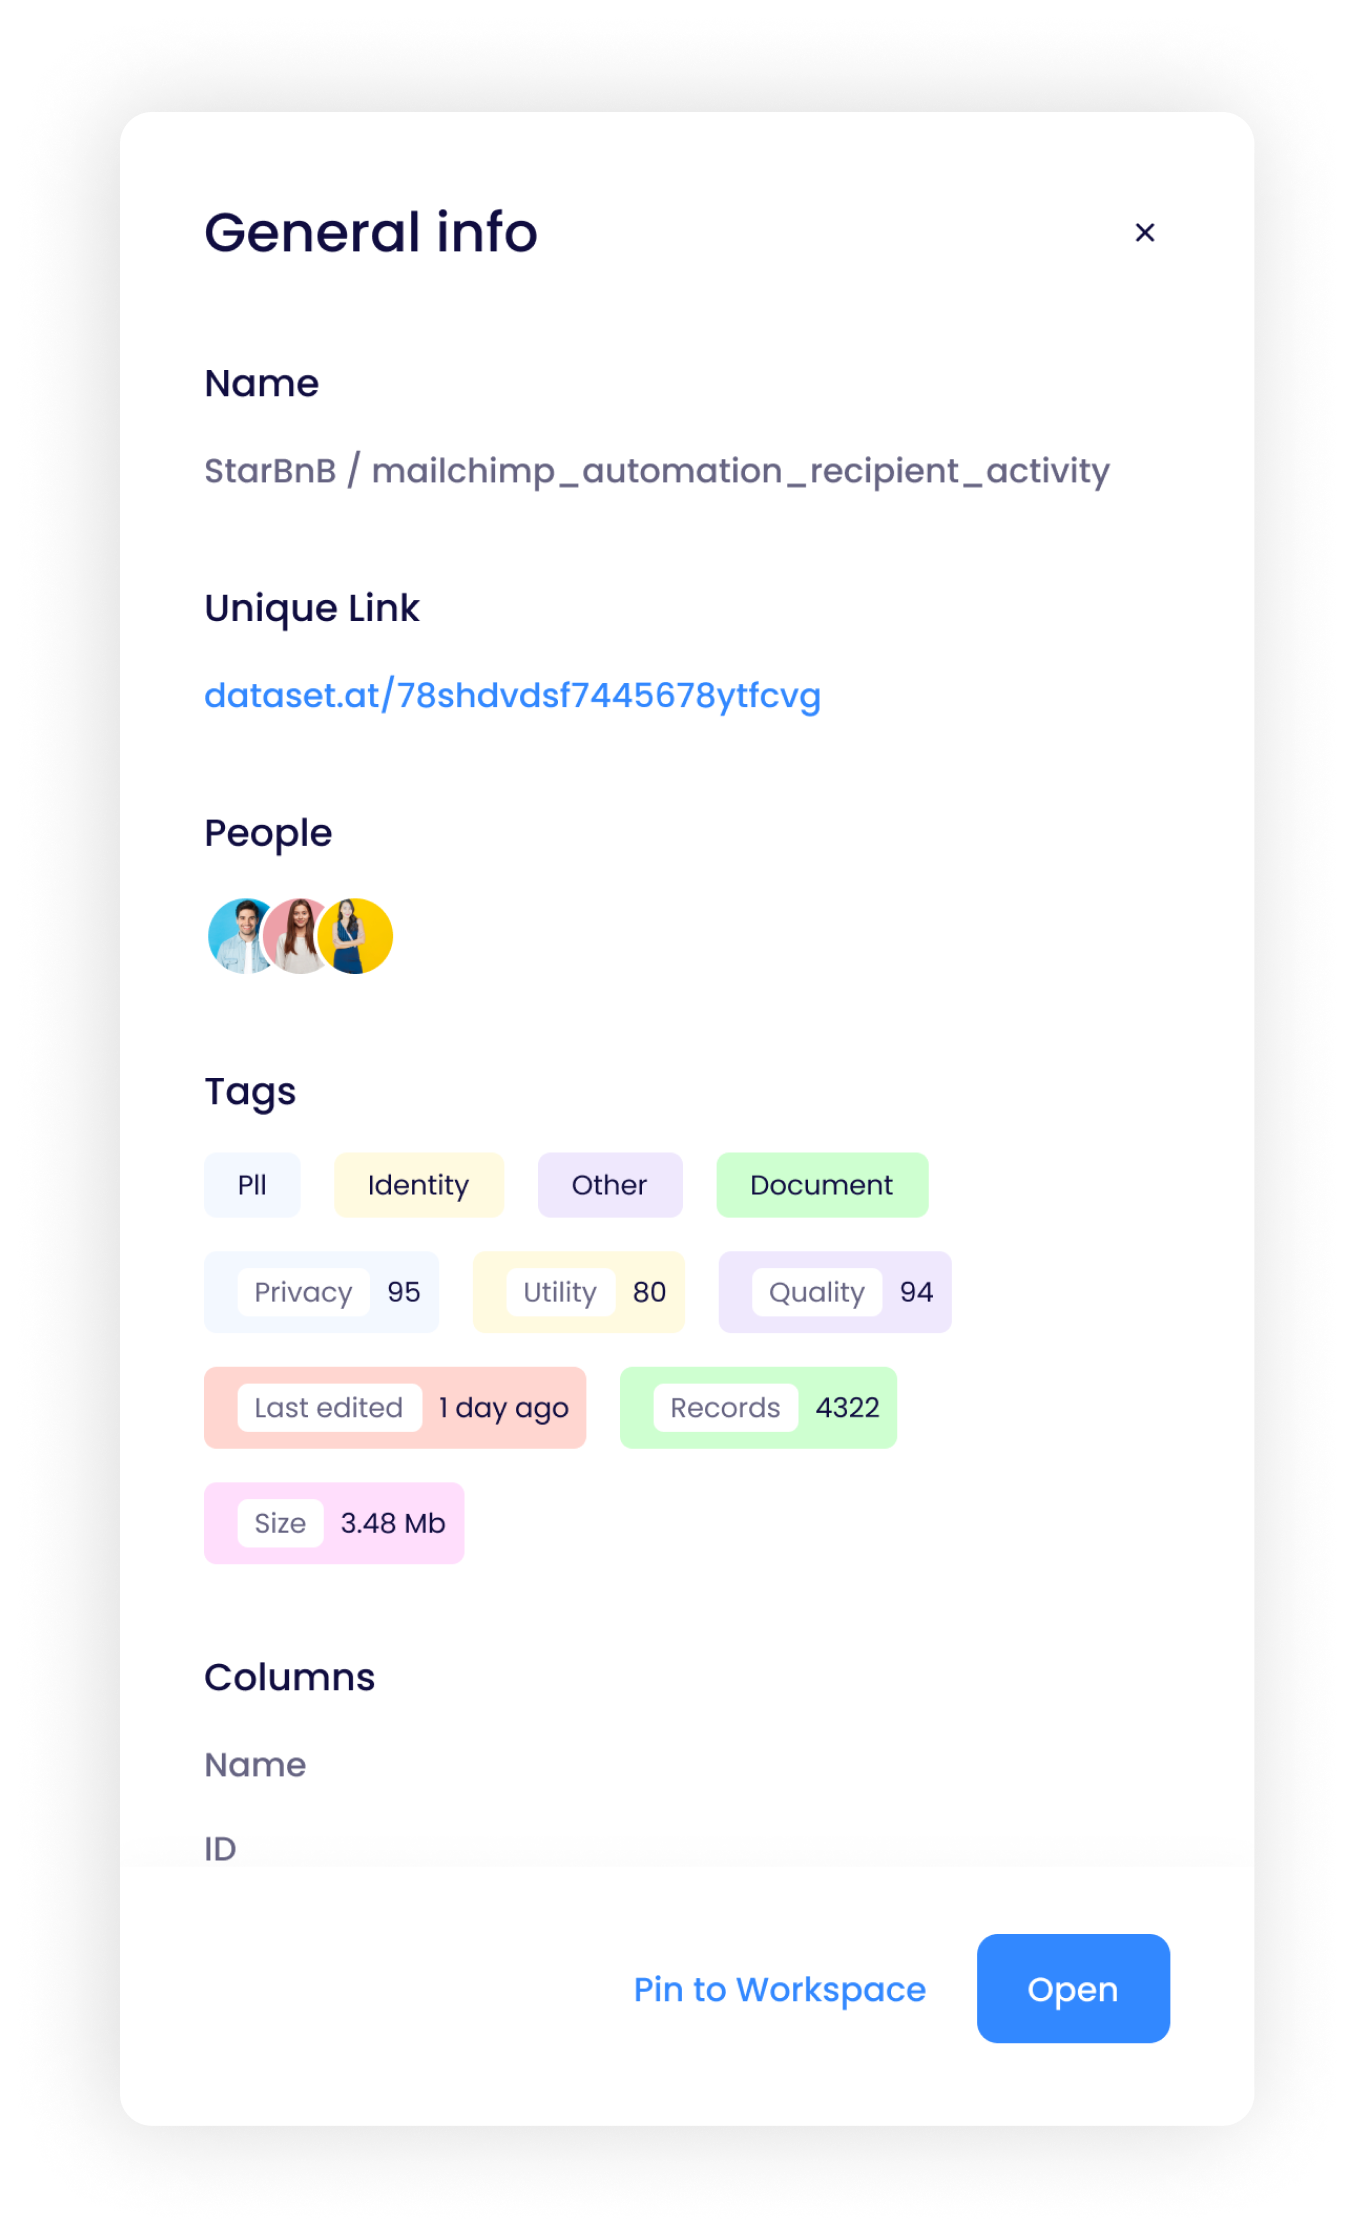 General info
Name
StarBnB / mailchimp_automation_recipient_activity
Unique Link
dataset.at/78shdvdsf7445678ytfcvg
People
Tags
Pll Identity Other Document
Privacy 95 Utility 80 Quality 94
Last edited 1 day ago Records 4322
Size 3.48 Mb
Columns
Name
ID
Pin to Workspace Open